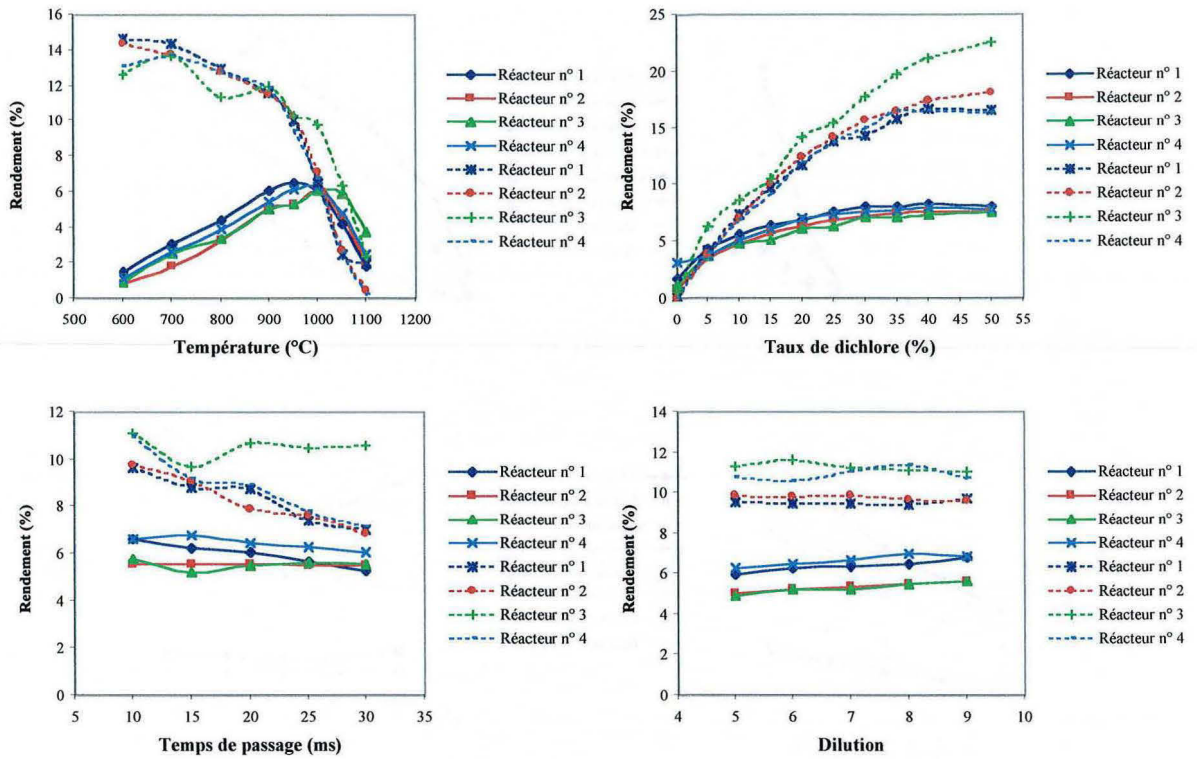 16
14
12
10
8
6
4
2
0
Rendement (%)
500 600 700 800 900 1000 1100 1200
Température (°C)
Réacteur n° 1
Réacteur n° 2
Réacteur n° 3
Réacteur n° 4
Réacteur n° 1
Réacteur n° 2
Réacteur n° 3
Réacteur n° 4
25
20
15
10
5
0
Rendement (%)
0 5 10 15 20 25 30 35 40 45 50 55
Taux de dichlore (%)
Réacteur n° 1
Réacteur n° 2
Réacteur n° 3
Réacteur n° 4
Réacteur n° 1
Réacteur n° 2
Réacteur n° 3
Réacteur n° 4
12
10
8
6
4
2
0
Rendement (%)
5 10 15 20 25 30 35
Temps de passage (ms)
Réacteur n° 1
Réacteur n° 2
Réacteur n° 3
Réacteur n° 4
Réacteur n° 1
Réacteur n° 2
Réacteur n° 3
Réacteur n° 4
14
12
10
8
6
4
2
0
Rendement (%)
4 5 6 7 8 9 10
Dilution
Réacteur n° 1
Réacteur n° 2
Réacteur n° 3
Réacteur n° 4
Réacteur n° 1
Réacteur n° 2
Réacteur n° 3
Réacteur n° 4